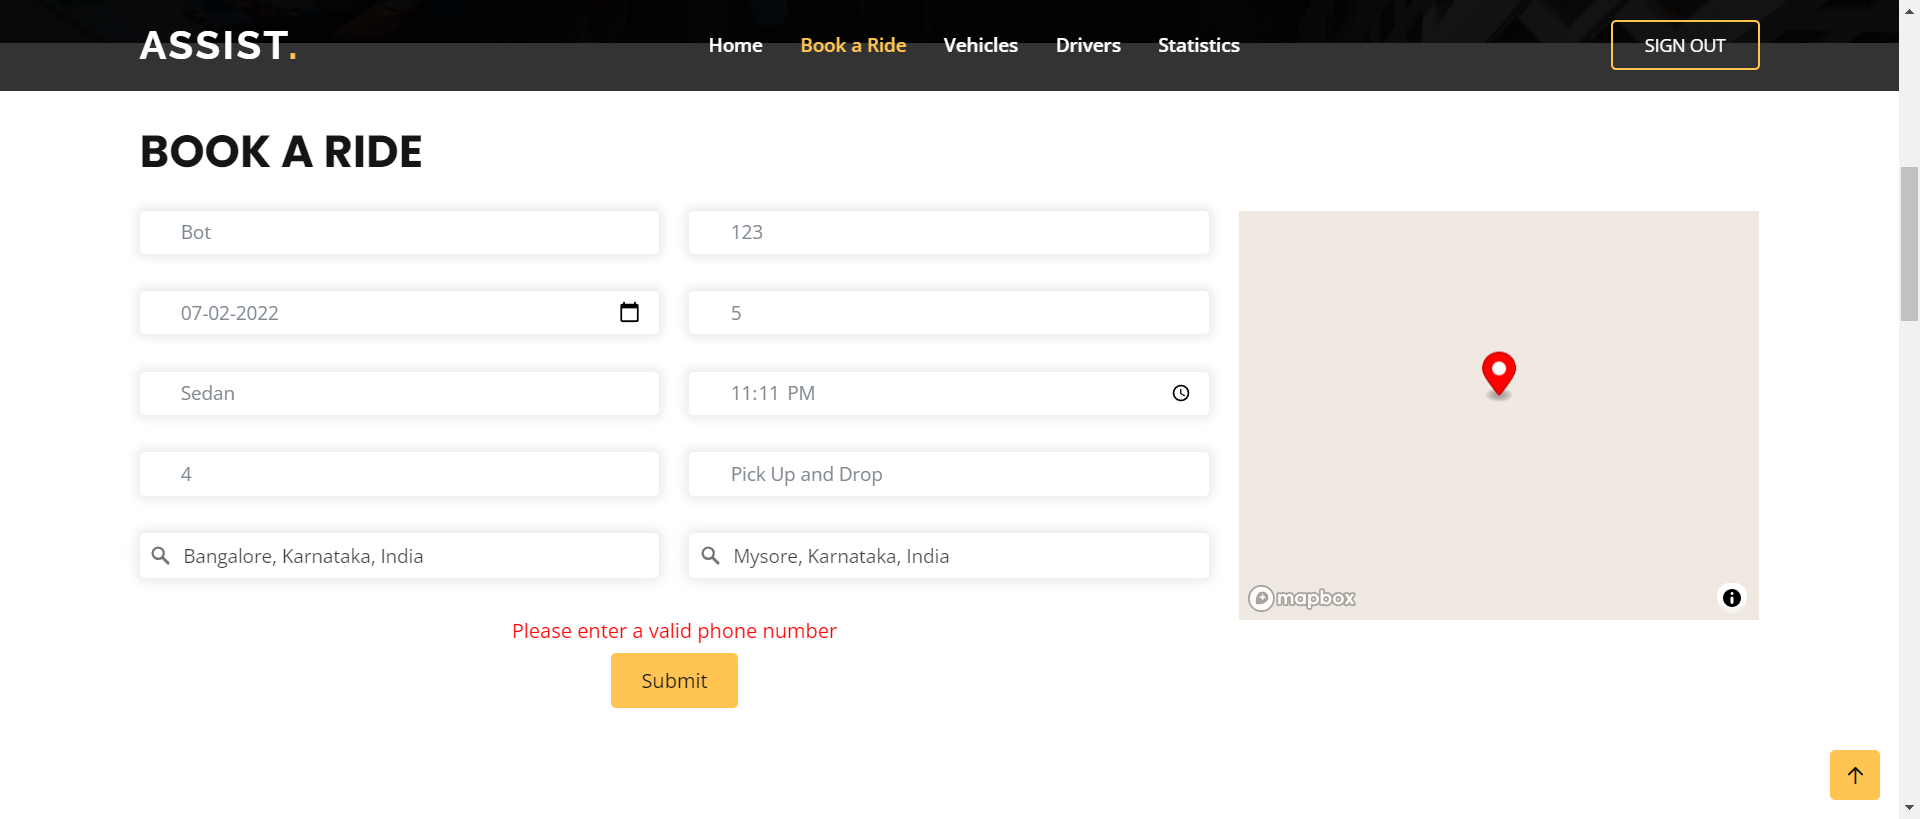 ASSIST.
Home Book a Ride Vehicles Drivers Statistics
SIGN OUT
BOOK A RIDE
Bot
123
07-02-2022
5
Sedan
11:11 PM
4
Pick Up and Drop
Bangalore, Karnataka, India
Mysore, Karnataka, India
mapbox
Please enter a valid phone number
Submit